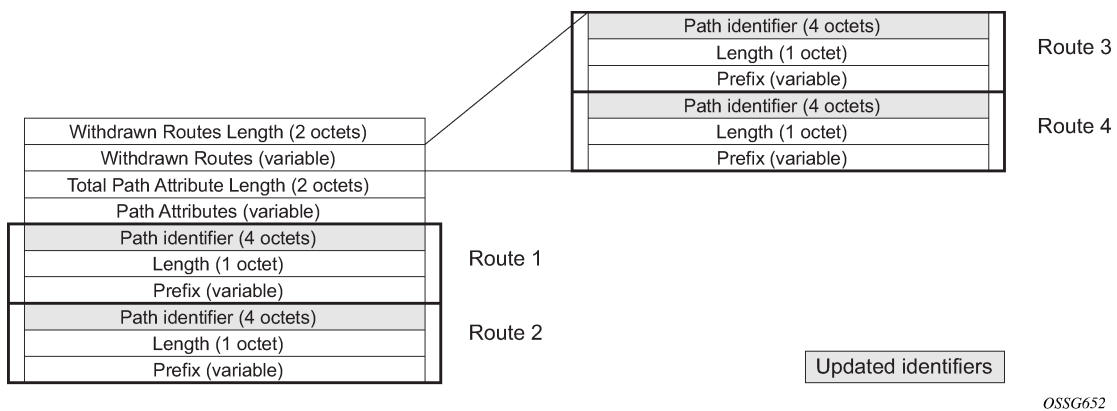 Path identifier (4 octets)
Length (1 octet)
Prefix (variable)
Route 3
Path identifier (4 octets)
Length (1 octet)
Prefix (variable)
Route 4
Withdrawn Routes Length (2 octets)
Withdrawn Routes (variable)
Total Path Attribute Length (2 octets)
Path Attributes (variable)
Path identifier (4 octets)
Length (1 octet)
Prefix (variable)
Route 1
Path identifier (4 octets)
Length (1 octet)
Prefix (variable)
Route 2
Updated identifiers
OSSG652